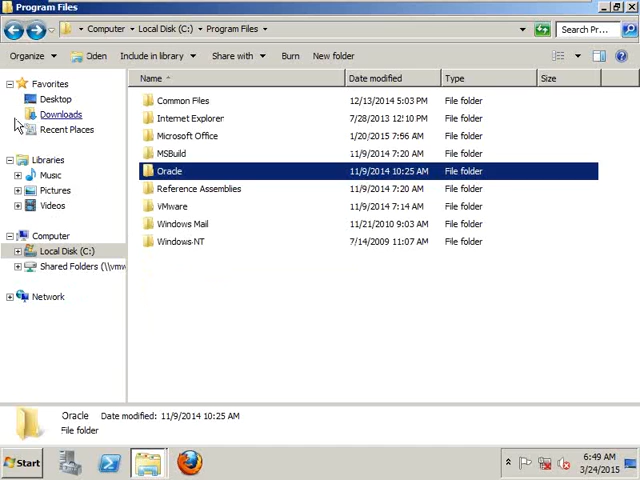 Program Files
Computer ▸ Local Disk (C:) ▸ Program Files ▸
Search Pr...
Organize Open Include in library Share with Burn New folder
Name Date modified Type Size
Favorites
Desktop
Downloads
Recent Places
Libraries
Music
Pictures
Videos
Computer
Local Disk (C:)
Shared Folders (\\vmw
Network
Common Files 12/13/2014 5:03 PM File folder
Internet Explorer 7/28/2013 12:10 PM File folder
Microsoft Office 1/20/2015 7:56 AM File folder
MSBuild 11/9/2014 7:20 AM File folder
Oracle 11/9/2014 10:25 AM File folder
Reference Assemblies 11/9/2014 7:20 AM File folder
VMware 11/9/2014 7:14 AM File folder
Windows Mail 11/21/2010 9:03 AM File folder
Windows NT 7/14/2009 11:07 AM File folder
Oracle Date modified: 11/9/2014 10:25 AM
File folder
Start
6:49 AM
3/24/2015